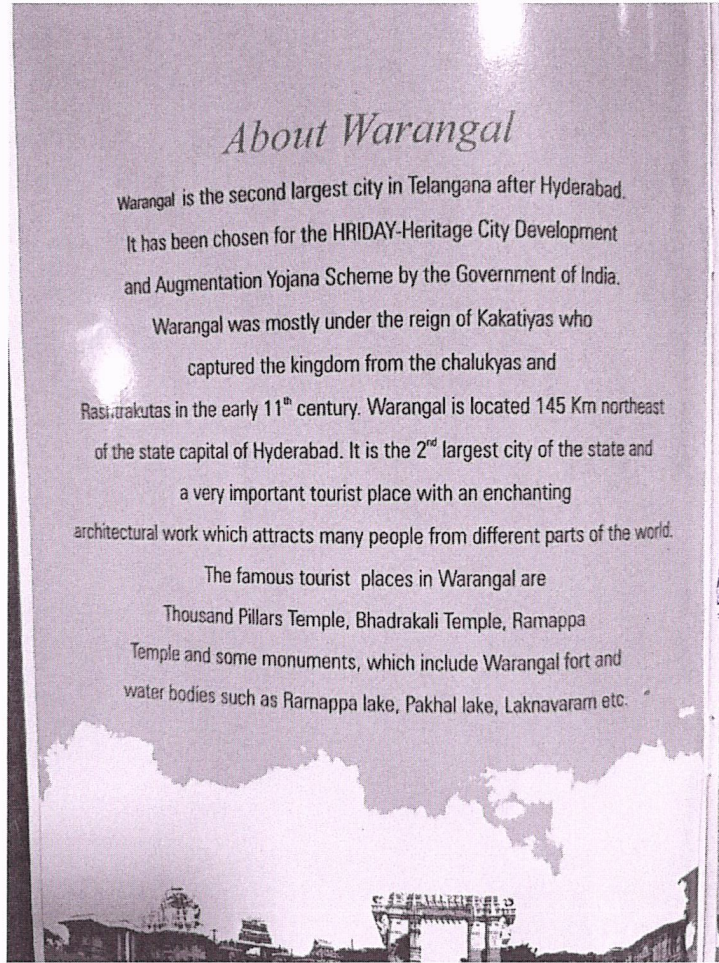 About Warangal
Warangal is the second largest city in Telangana after Hyderabad.
It has been chosen for the HRIDAY-Heritage City Development
and Augmentation Yojana Scheme by the Government of India.
Warangal was mostly under the reign of Kakatiyas who
captured the kingdom from the chalukyas and
Rashtrakutas in the early 11th century. Warangal is located 145 Km northeast
of the state capital of Hyderabad. It is the 2nd largest city of the state and
a very important tourist place with an enchanting
architectural work which attracts many people from different parts of the world.
The famous tourist places in Warangal are
Thousand Pillars Temple, Bhadrakali Temple, Ramappa
Temple and some monuments, which include Warangal fort and
water bodies such as Ramappa lake, Pakhal lake, Laknavaram etc.